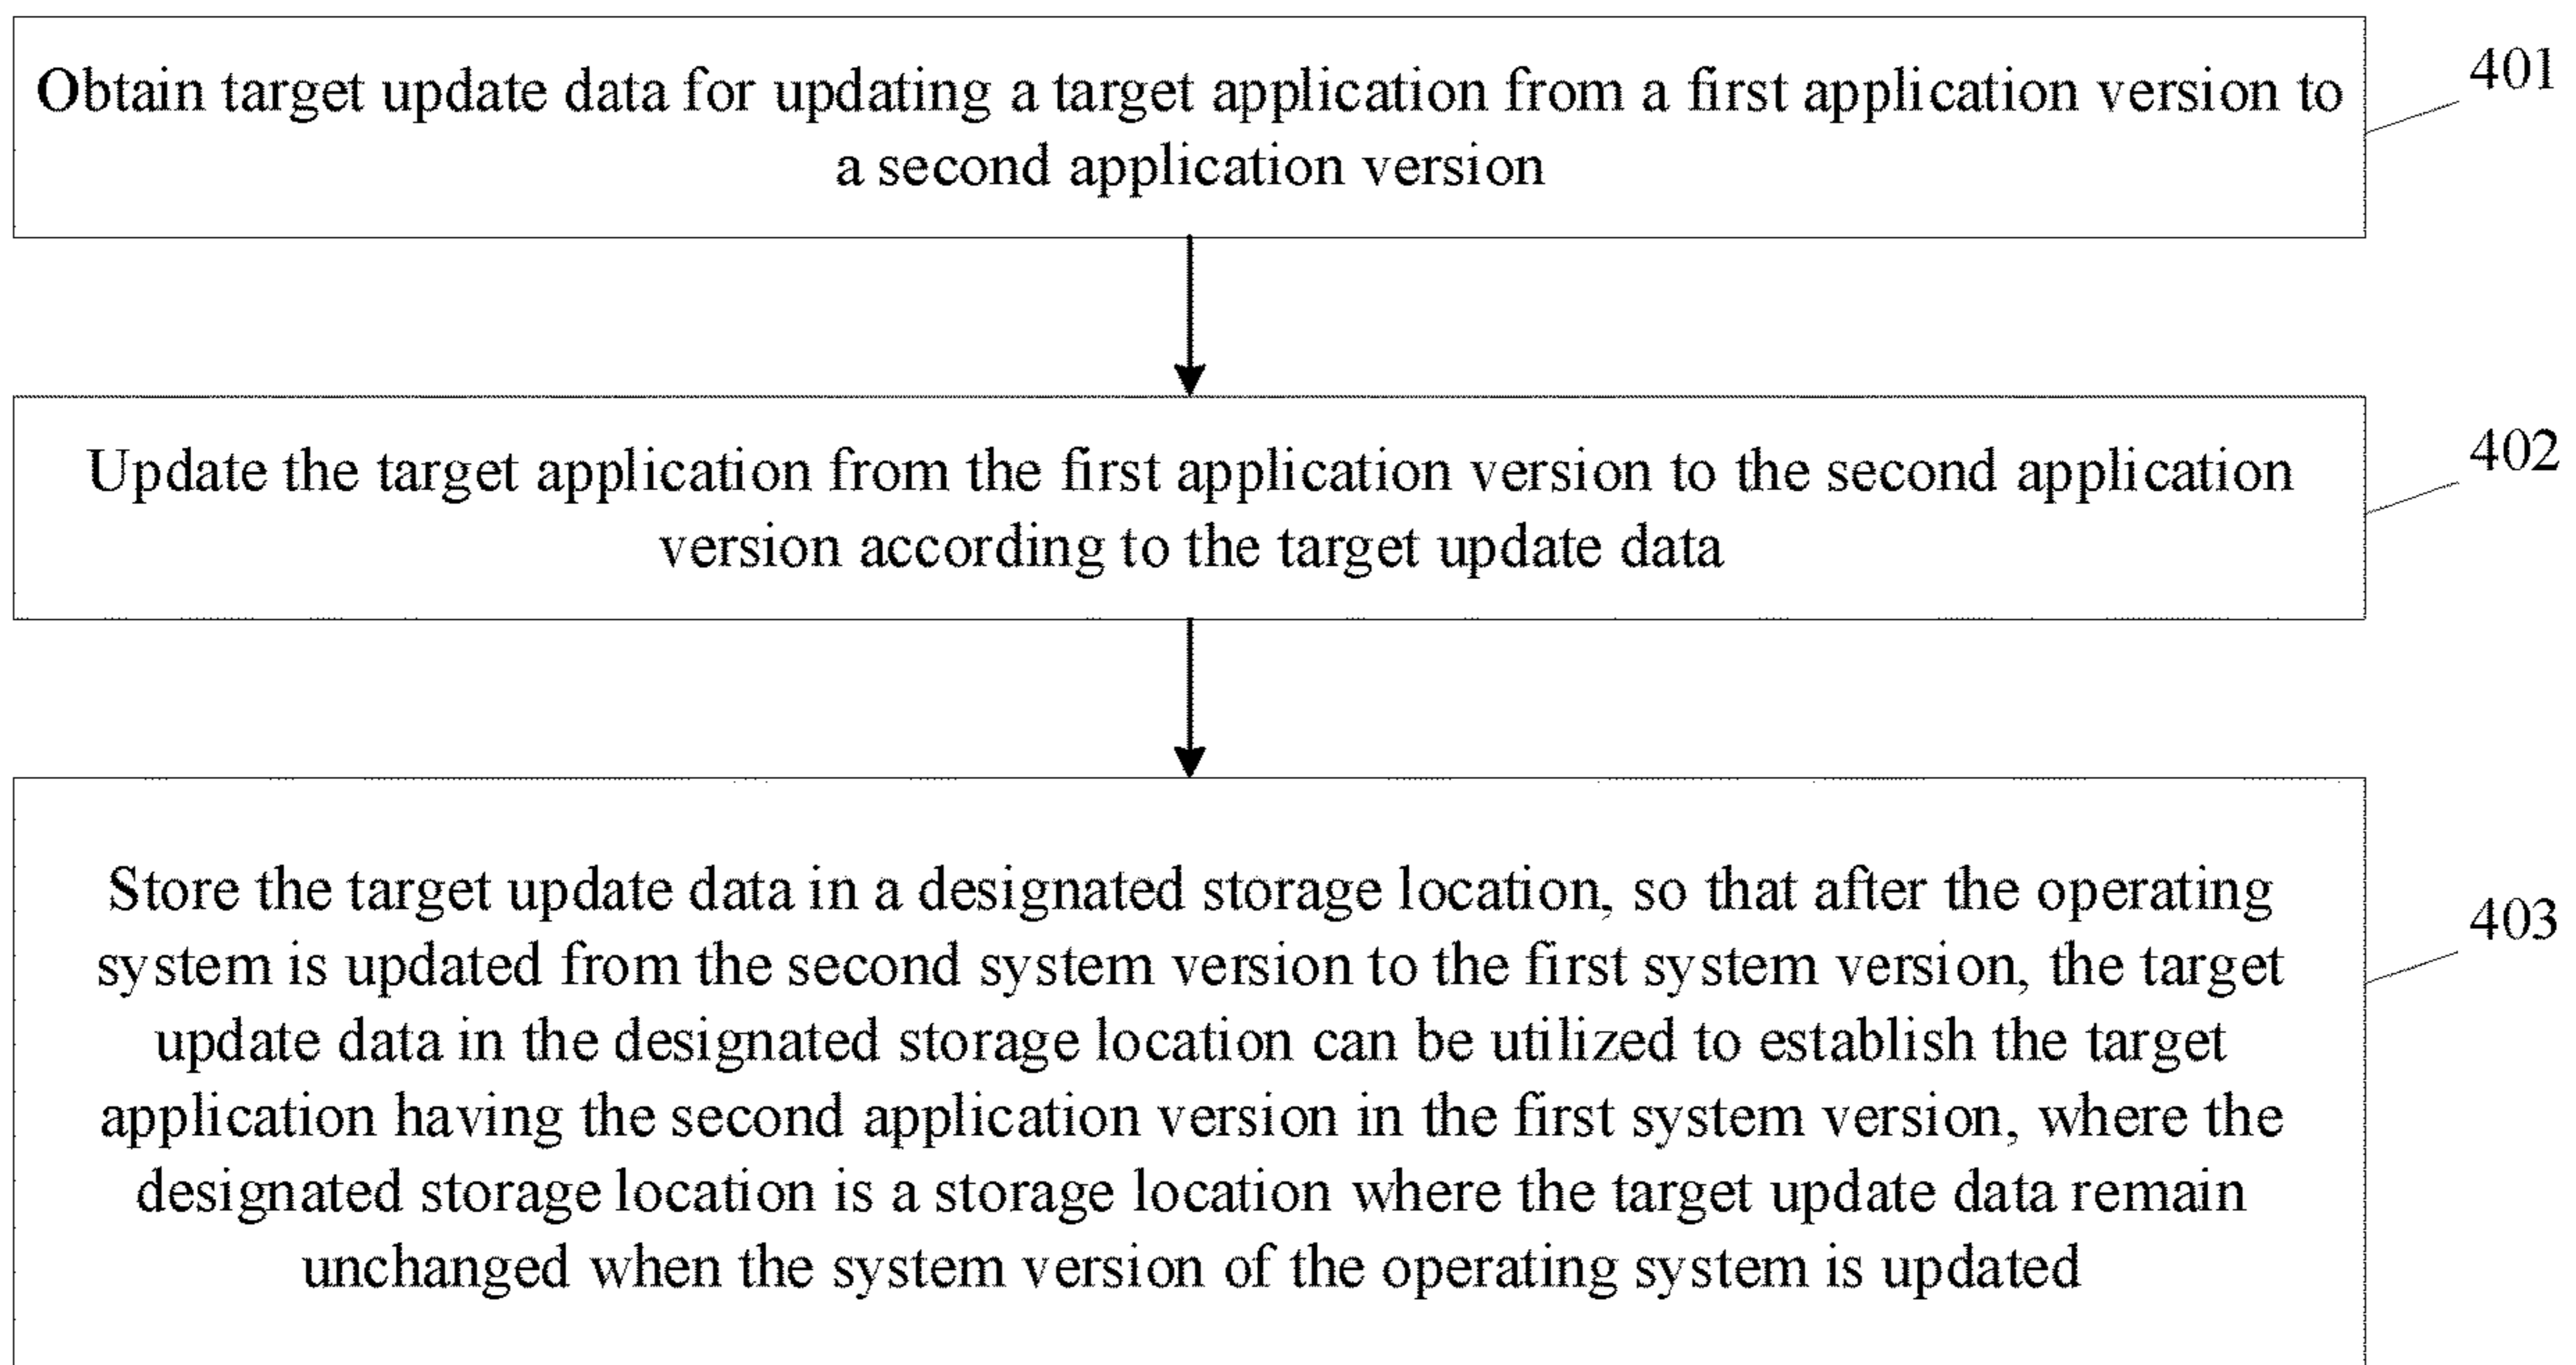 Obtain target update data for updating a target application from a first application version to
a second application version
401
Update the target application from the first application version to the second application
version according to the target update data
402
Store the target update data in a designated storage location, so that after the operating
system is updated from the second system version to the first system version, the target
update data in the designated storage location can be utilized to establish the target
application having the second application version in the first system version, where the
designated storage location is a storage location where the target update data remain
unchanged when the system version of the operating system is updated
403